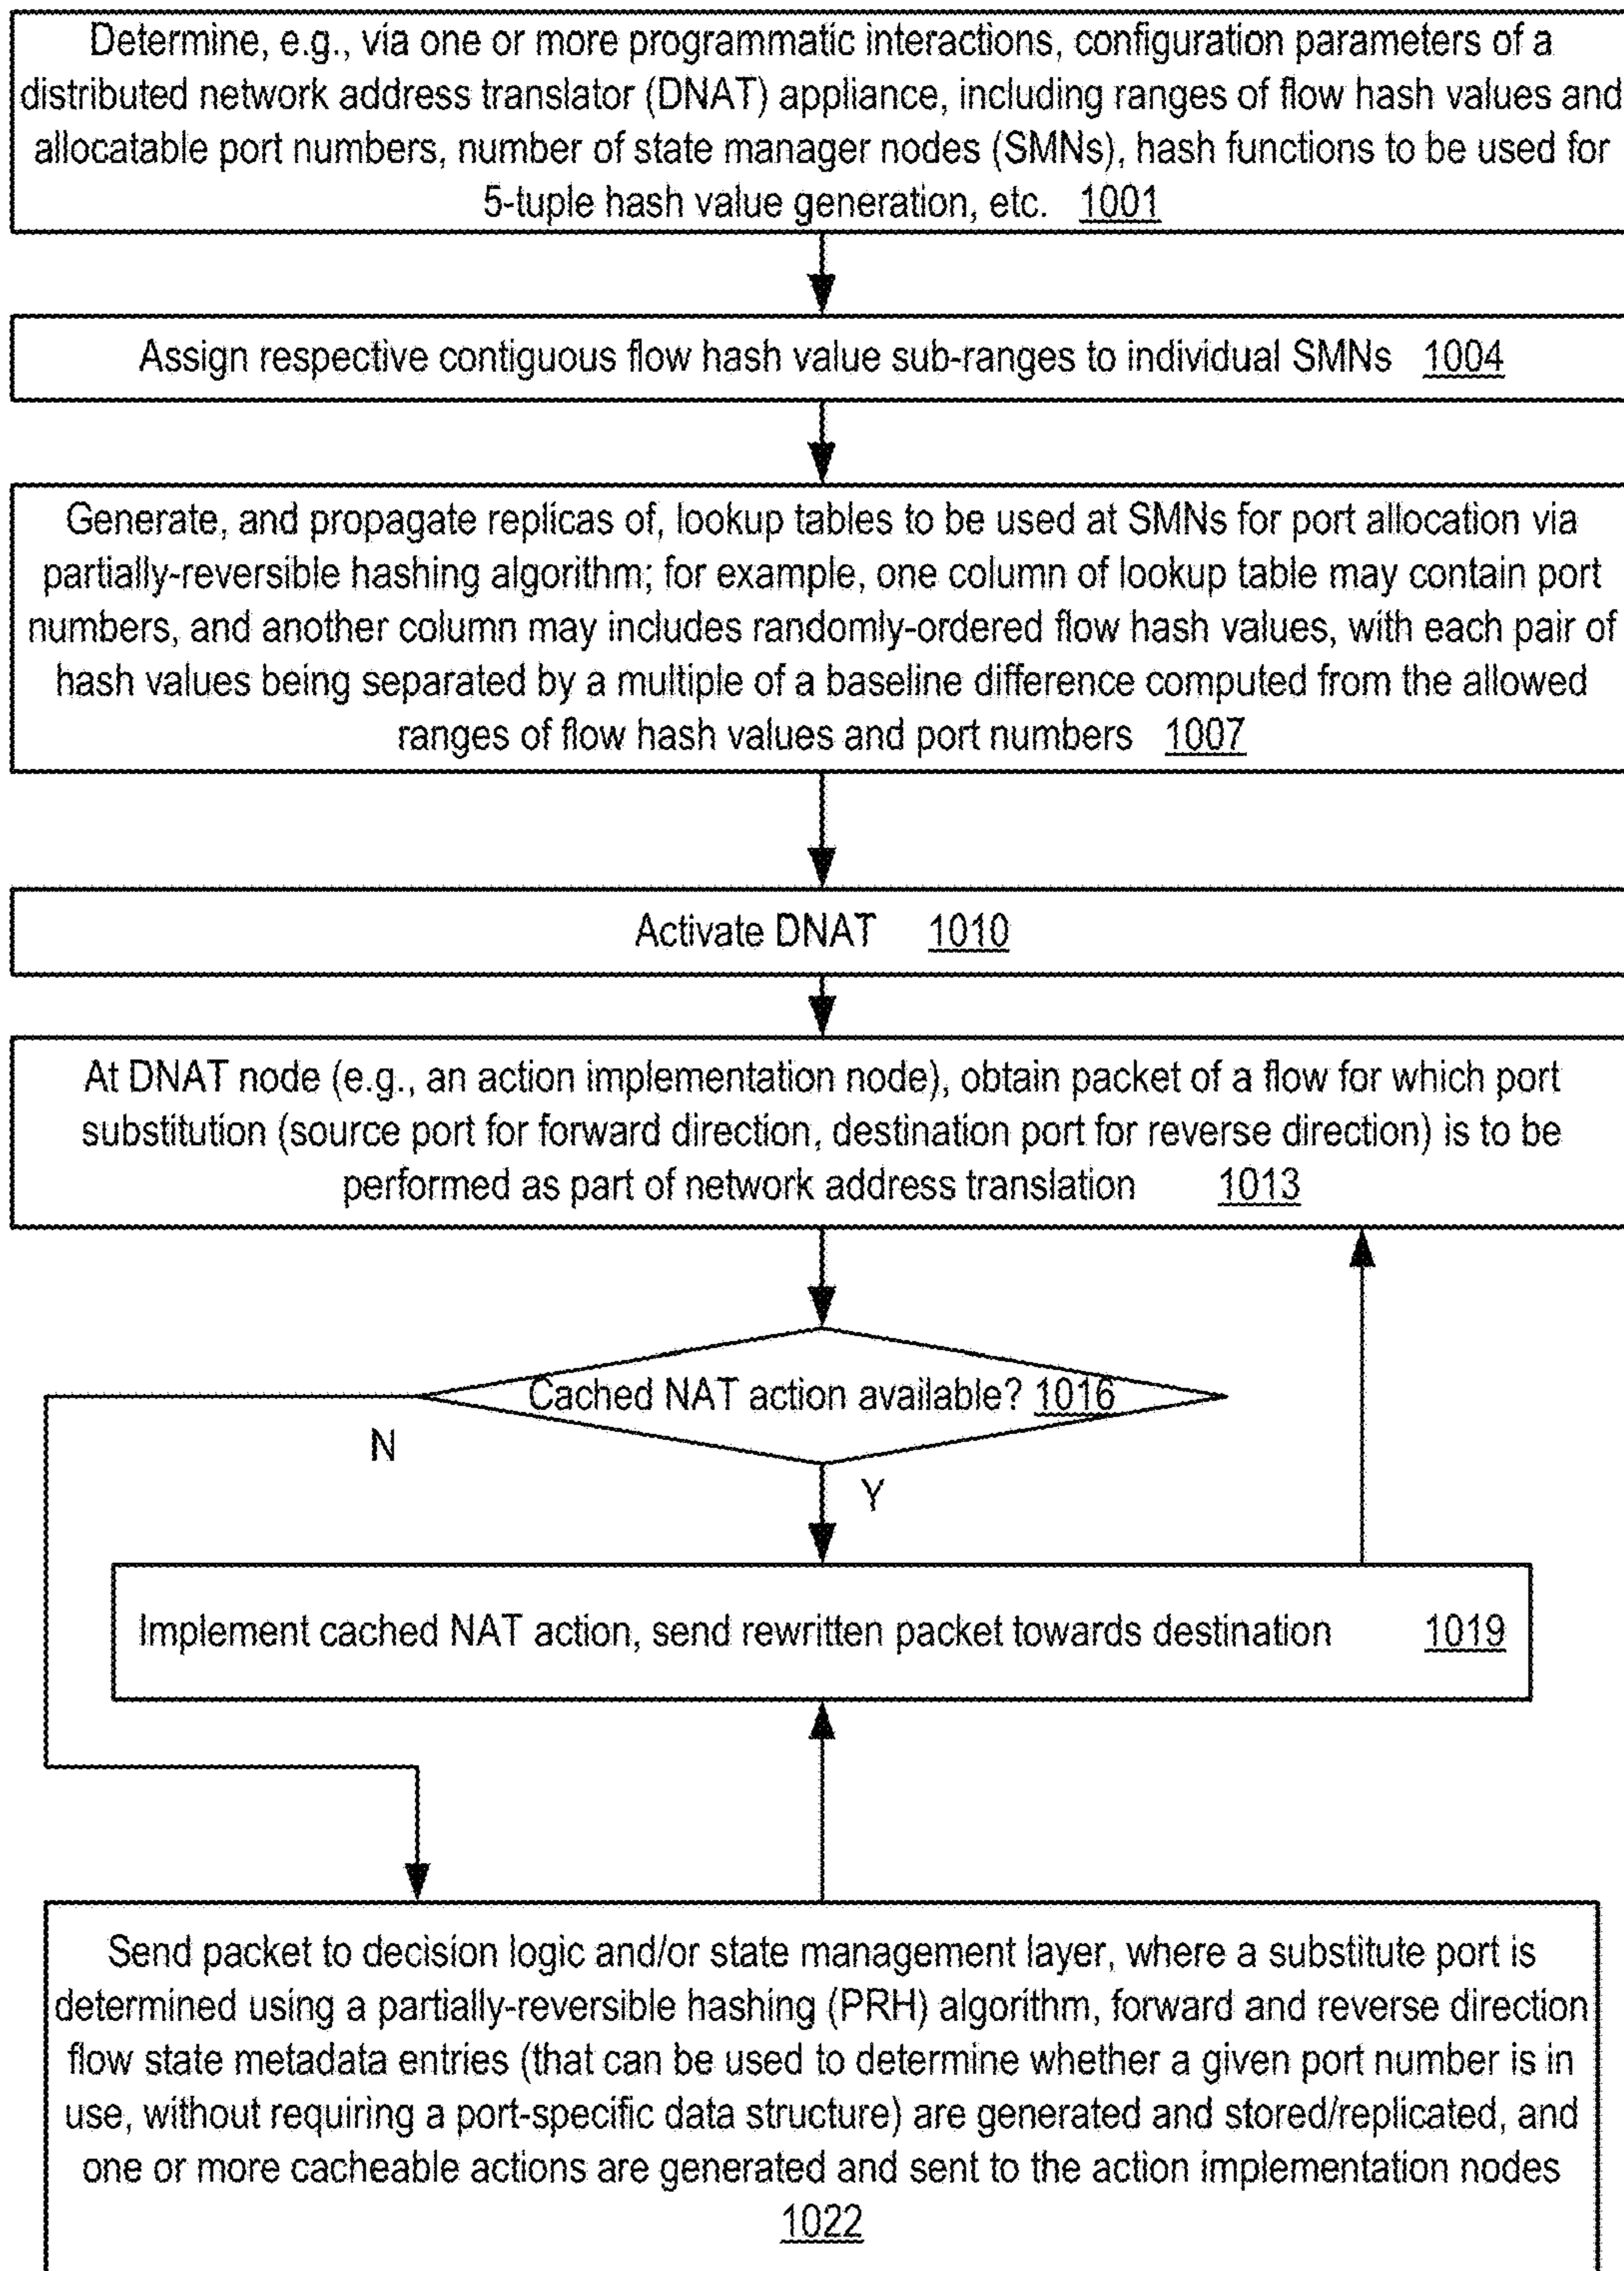 Determine, e.g., via one or more programmatic interactions, configuration parameters of a
distributed network address translator (DNAT) appliance, including ranges of flow hash values and
allocatable port numbers, number of state manager nodes (SMNs), hash functions to be used for
5-tuple hash value generation, etc. 1001
Assign respective contiguous flow hash value sub-ranges to individual SMNs 1004
Generate, and propagate replicas of, lookup tables to be used at SMNs for port allocation via
partially-reversible hashing algorithm; for example, one column of lookup table may contain port
numbers, and another column may includes randomly-ordered flow hash values, with each pair of
hash values being separated by a multiple of a baseline difference computed from the allowed
ranges of flow hash values and port numbers 1007
Activate DNAT 1010
At DNAT node (e.g., an action implementation node), obtain packet of a flow for which port
substitution (source port for forward direction, destination port for reverse direction) is to be
performed as part of network address translation 1013
Cached NAT action available? 1016
N
Y
Implement cached NAT action, send rewritten packet towards destination 1019
Send packet to decision logic and/or state management layer, where a substitute port is
determined using a partially-reversible hashing (PRH) algorithm, forward and reverse direction
flow state metadata entries (that can be used to determine whether a given port number is in
use, without requiring a port-specific data structure) are generated and stored/replicated, and
one or more cacheable actions are generated and sent to the action implementation nodes
1022